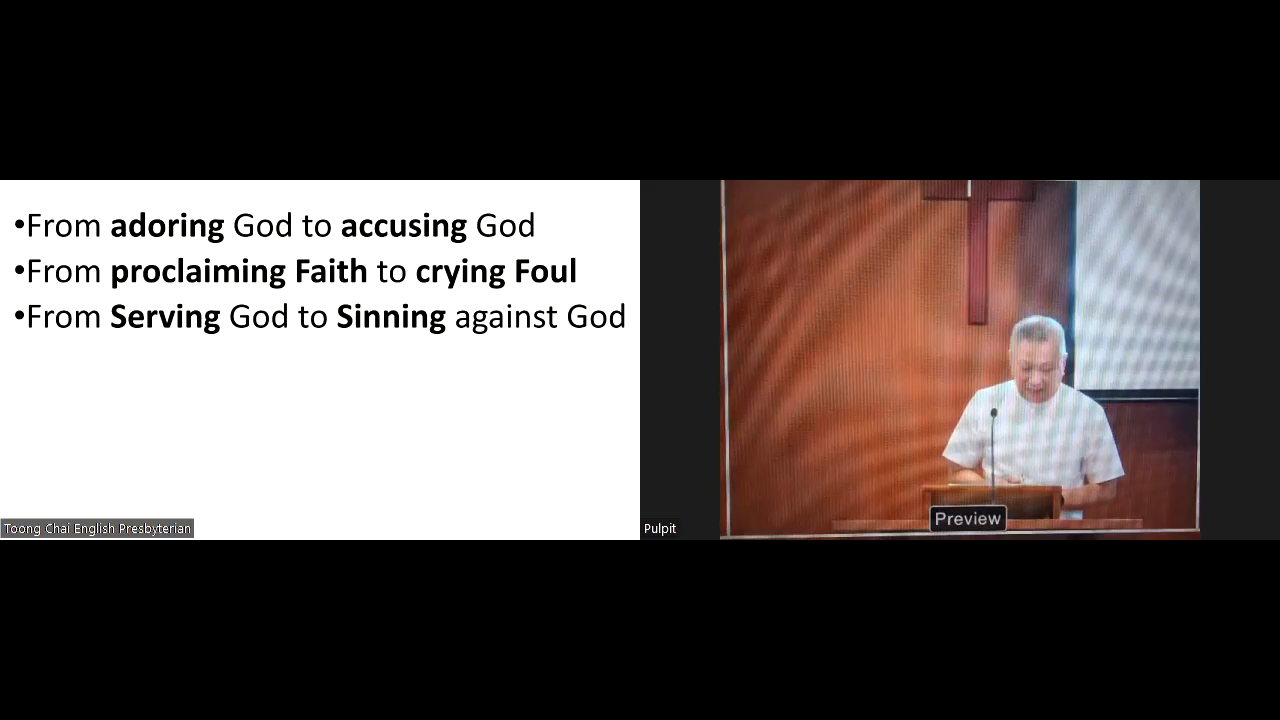 •From adoring God to accusing God
•From proclaiming Faith to crying Foul
•From Serving God to Sinning against God
Toong Chai English Presbyterian
Preview
Pulpit